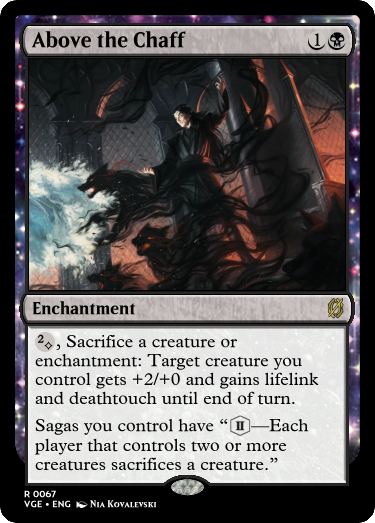 Above the Chaff 1
Enchantment
2, Sacrifice a creature or
enchantment: Target creature you
control gets +2/+0 and gains lifelink
and deathtouch until end of turn.
Sagas you control have “II—Each
player that controls two or more
creatures sacrifices a creature.”
R 0067
VGE • ENG Nia Kovalevski